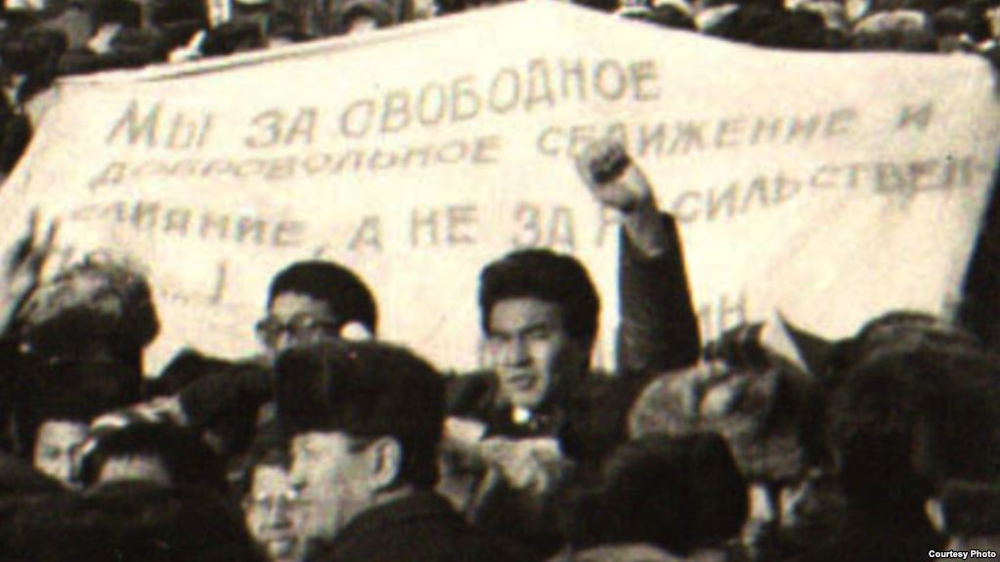 МЫ ЗА СВОБОДНОЕ
ДОБРОВОЛЬНОЕ СБЛИЖЕНИЕ И
СЛИЯНИЕ, А НЕ ЗА НАСИЛЬСТВЕН-
Courtesy Photo